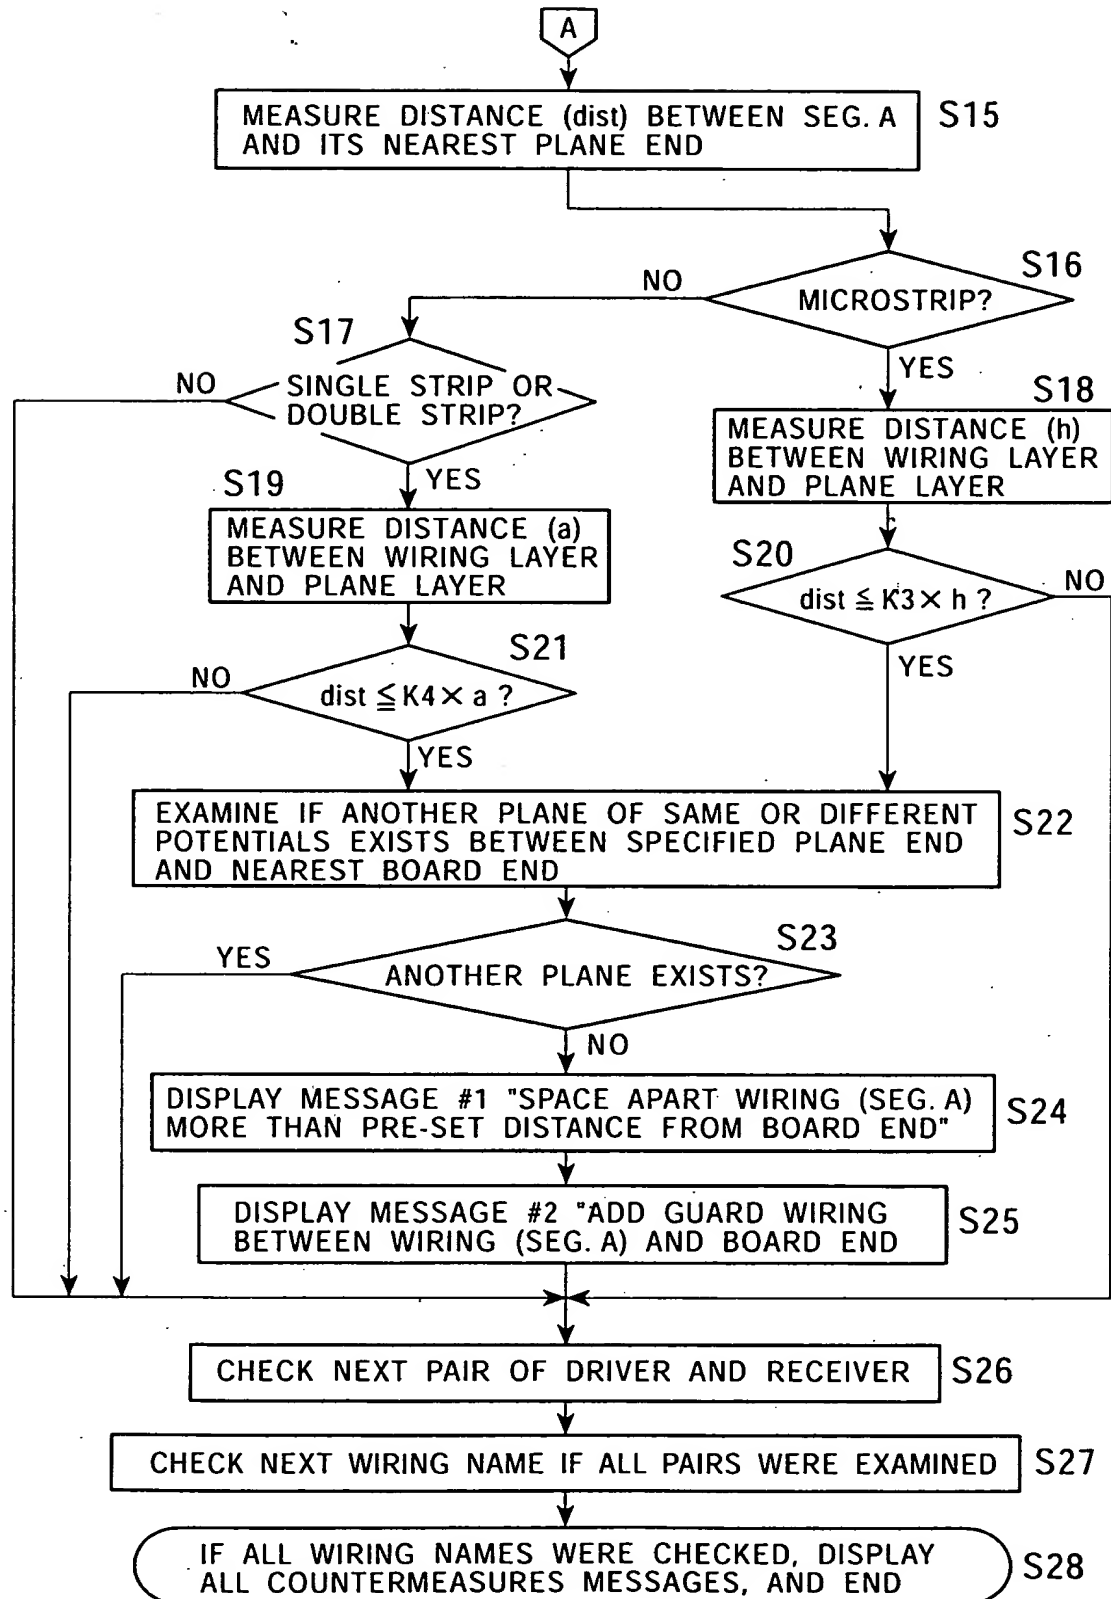 A
MEASURE DISTANCE (dist) BETWEEN SEG. A
AND ITS NEAREST PLANE END
S15
S16
MICROSTRIP?
NO
YES
S17
SINGLE STRIP OR
DOUBLE STRIP?
NO
YES
S18
MEASURE DISTANCE (h)
BETWEEN WIRING LAYER
AND PLANE LAYER
S19
MEASURE DISTANCE (a)
BETWEEN WIRING LAYER
AND PLANE LAYER
S20
dist ≦ K3 × h ?
NO
YES
S21
dist ≦ K4 × a ?
NO
YES
EXAMINE IF ANOTHER PLANE OF SAME OR DIFFERENT
POTENTIALS EXISTS BETWEEN SPECIFIED PLANE END
AND NEAREST BOARD END
S22
S23
ANOTHER PLANE EXISTS?
YES
NO
DISPLAY MESSAGE #1 "SPACE APART WIRING (SEG. A)
MORE THAN PRE-SET DISTANCE FROM BOARD END"
S24
DISPLAY MESSAGE #2 "ADD GUARD WIRING
BETWEEN WIRING (SEG. A) AND BOARD END
S25
CHECK NEXT PAIR OF DRIVER AND RECEIVER
S26
CHECK NEXT WIRING NAME IF ALL PAIRS WERE EXAMINED
S27
IF ALL WIRING NAMES WERE CHECKED, DISPLAY
ALL COUNTERMEASURES MESSAGES, AND END
S28